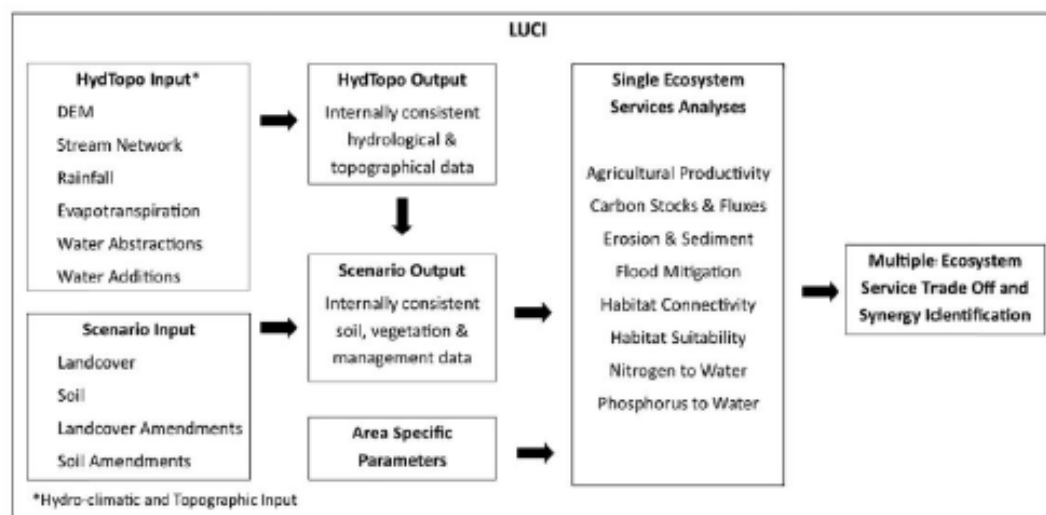 LUCI
HydTopo Input*
DEM
Stream Network
Rainfall
Evapotranspiration
Water Abstractions
Water Additions
Scenario Input
Landcover
Soil
Landcover Amendments
Soil Amendments
*Hydro-climatic and Topographic Input
HydTopo Output
Internally consistent
hydrological &
topographical data
Scenario Output
Internally consistent
soil, vegetation &
management data
Area Specific
Parameters
Single Ecosystem
Services Analyses
Agricultural Productivity
Carbon Stocks & Fluxes
Erosion & Sediment
Flood Mitigation
Habitat Connectivity
Habitat Suitability
Nitrogen to Water
Phosphorus to Water
Multiple Ecosystem
Service Trade Off and
Synergy Identification